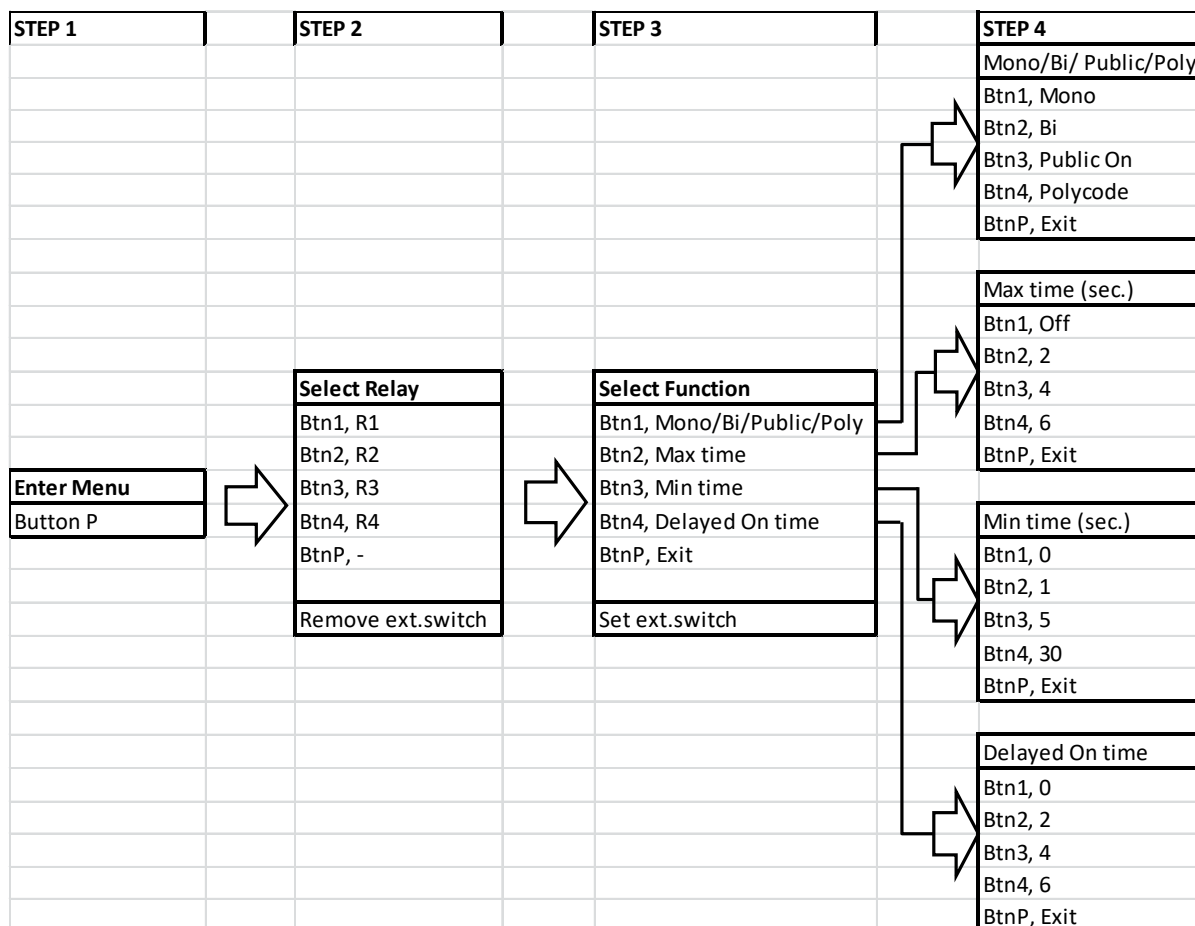 STEP 1
STEP 2
STEP 3
STEP 4
Enter Menu
Button P
Select Relay
Btn1, R1
Btn2, R2
Btn3, R3
Btn4, R4
BtnP, -
Remove ext.switch
Select Function
Btn1, Mono/Bi/Public/Poly
Btn2, Max time
Btn3, Min time
Btn4, Delayed On time
BtnP, Exit
Set ext.switch
Mono/Bi/ Public/Poly
Btn1, Mono
Btn2, Bi
Btn3, Public On
Btn4, Polycode
BtnP, Exit
Max time (sec.)
Btn1, Off
Btn2, 2
Btn3, 4
Btn4, 6
BtnP, Exit
Min time (sec.)
Btn1, 0
Btn2, 1
Btn3, 5
Btn4, 30
BtnP, Exit
Delayed On time
Btn1, 0
Btn2, 2
Btn3, 4
Btn4, 6
BtnP, Exit